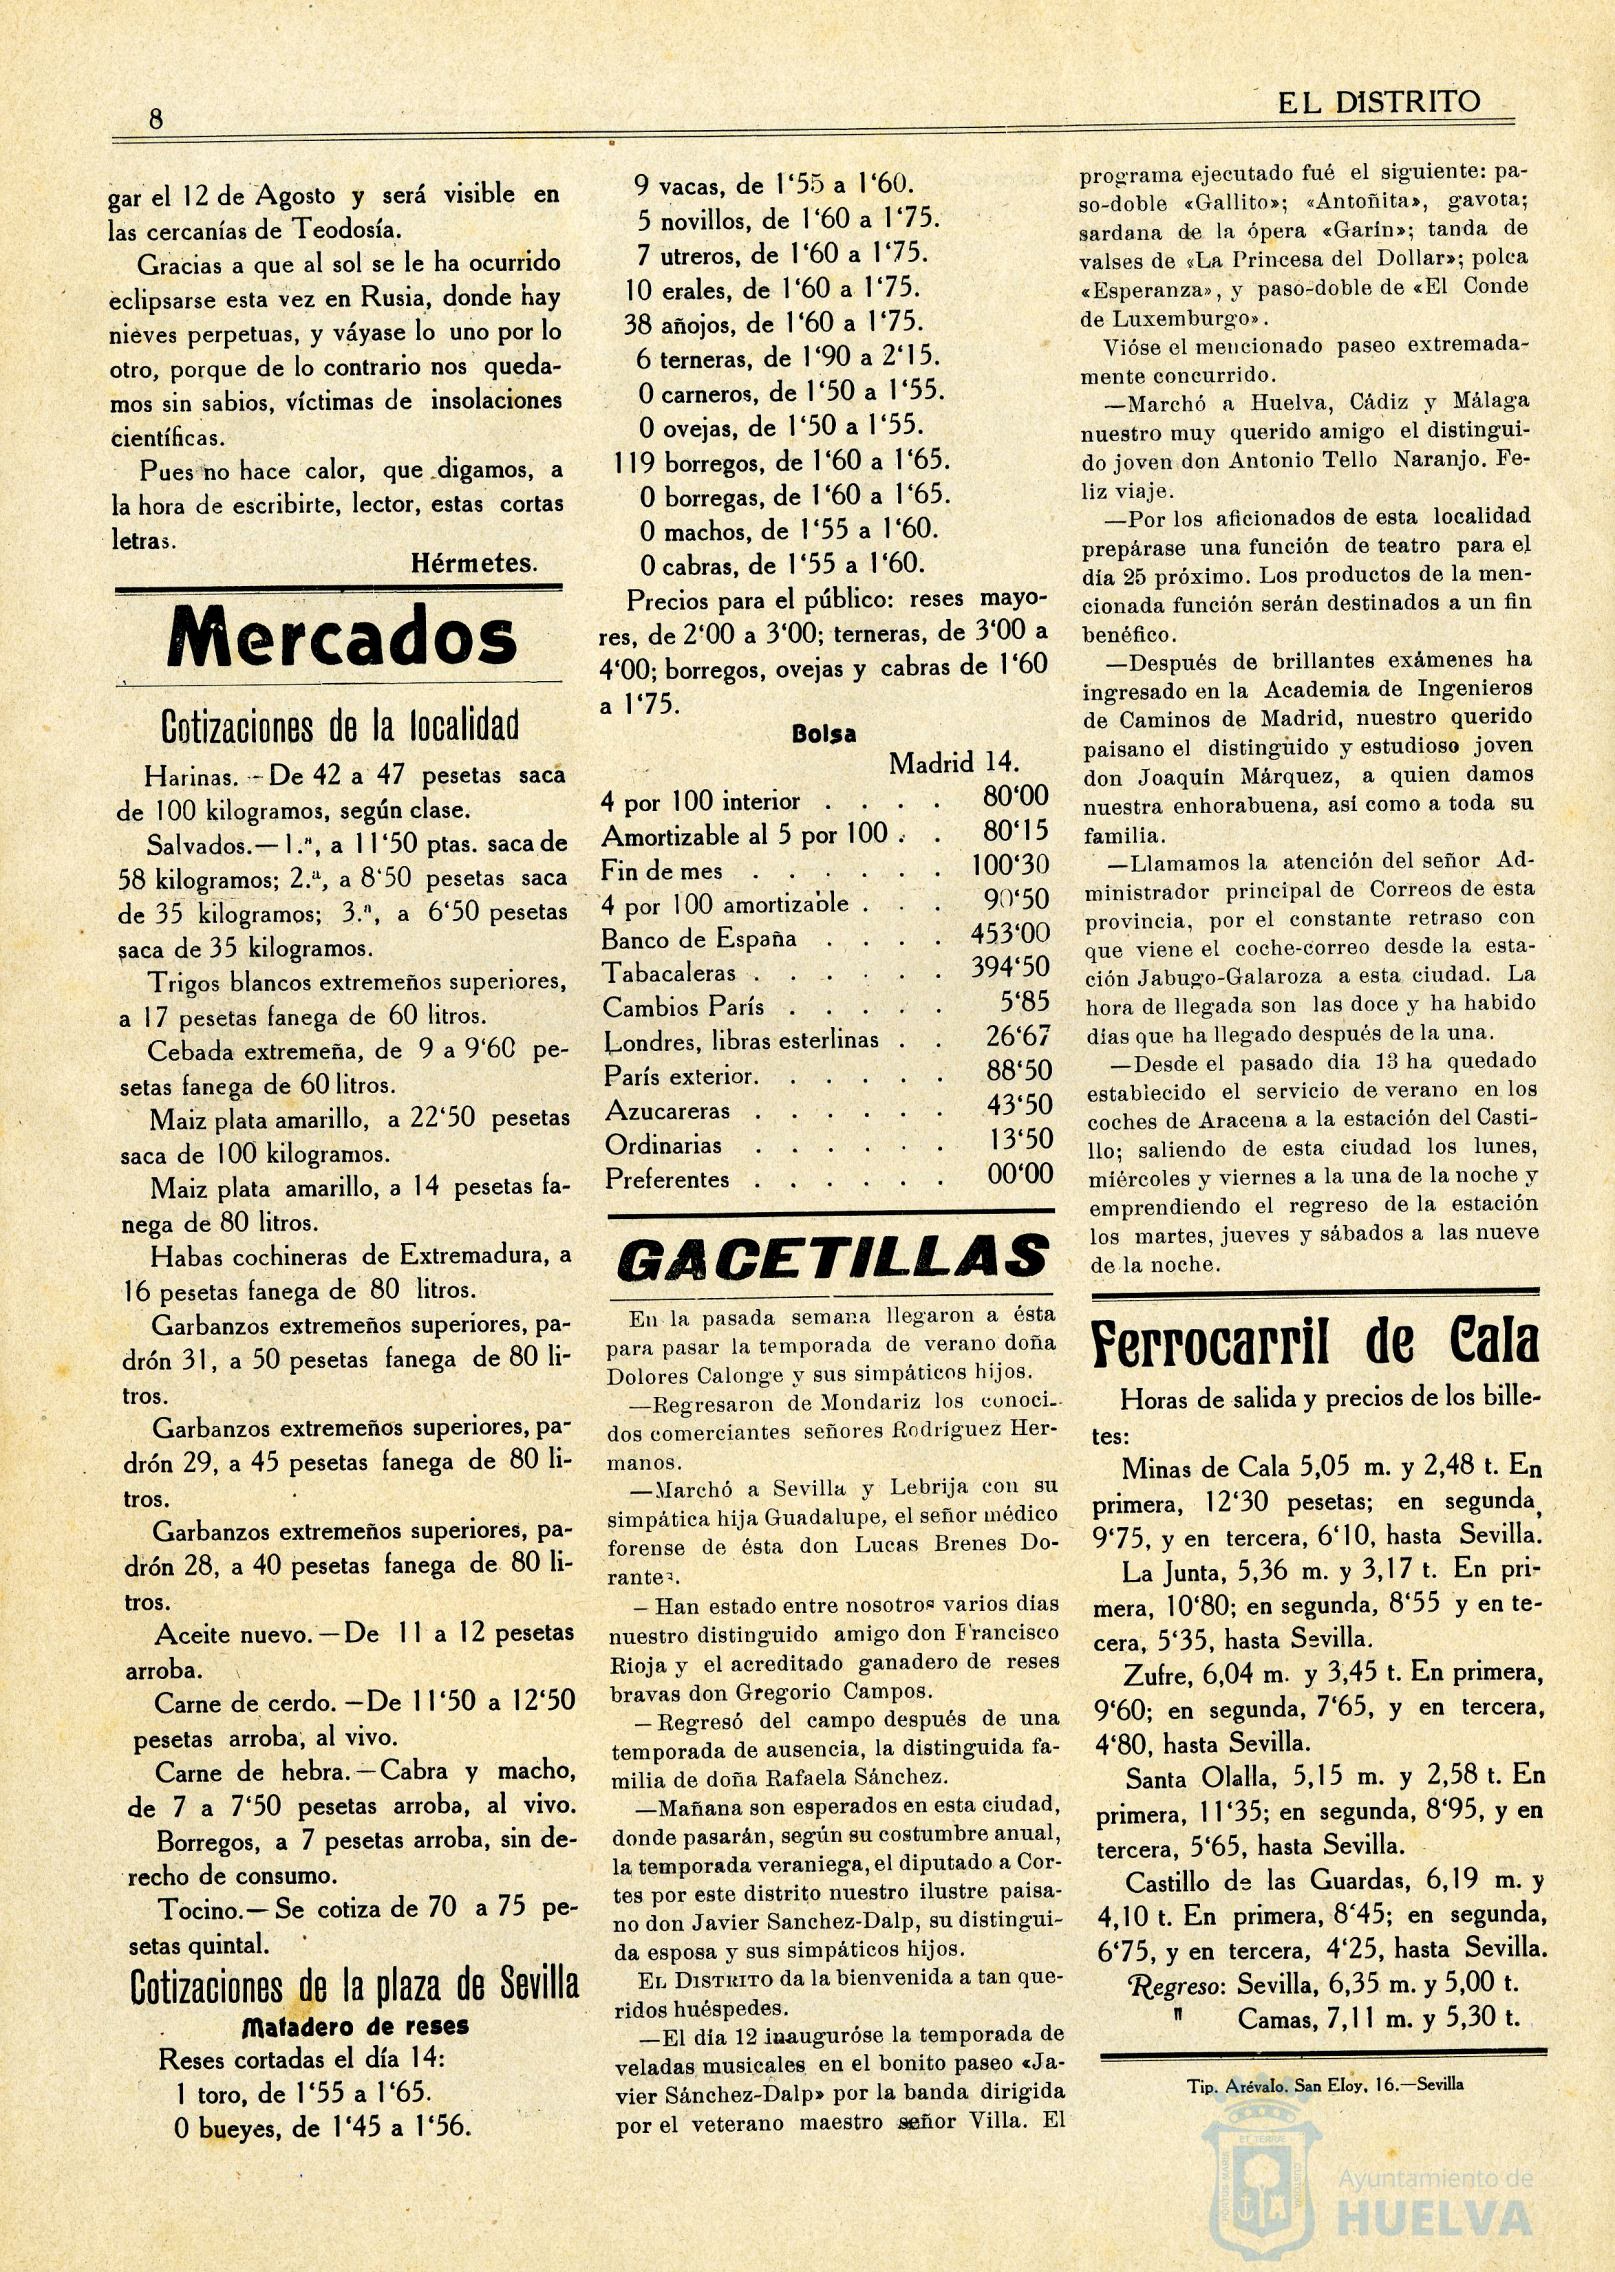 8
EL DISTRITO
gar el 12 de Agosto y será visible en
las cercanías de Teodosía.
Gracias a que al sol se le ha ocurrido
eclipsarse esta vez en Rusia, donde hay
nieves perpetuas, y váyase lo uno por lo
otro, porque de lo contrario nos queda-
mos sin sabios, víctimas de insolaciones
científicas.
Pues no hace calor, que digamos, a
la hora de escribirte, lector, estas cortas
letras.
Hérmetes.
Mercados
Cotizaciones de la localidad
Harinas.—De 42 a 47 pesetas saca
de 100 kilogramos, según clase.
Salvados.—1.ª, a 11‘50 ptas. saca de
58 kilogramos; 2.ª, a 8‘50 pesetas saca
de 35 kilogramos; 3.ª, a 6‘50 pesetas
saca de 35 kilogramos.
Trigos blancos extremeños superiores,
a 17 pesetas fanega de 60 litros.
Cebada extremeña, de 9 a 9‘60 pe-
setas fanega de 60 litros.
Maiz plata amarillo, a 22‘50 pesetas
saca de 100 kilogramos.
Maiz plata amarillo, a 14 pesetas fa-
nega de 80 litros.
Habas cochineras de Extremadura, a
16 pesetas fanega de 80 litros.
Garbanzos extremeños superiores, pa-
drón 31, a 50 pesetas fanega de 80 li-
tros.
Garbanzos extremeños superiores, pa-
drón 29, a 45 pesetas fanega de 80 li-
tros.
Garbanzos extremeños superiores, pa-
drón 28, a 40 pesetas fanega de 80 li-
tros.
Aceite nuevo.—De 11 a 12 pesetas
arroba.
Carne de cerdo.—De 11‘50 a 12‘50
pesetas arroba, al vivo.
Carne de hebra.—Cabra y macho,
de 7 a 7‘50 pesetas arroba, al vivo.
Borregos, a 7 pesetas arroba, sin de-
recho de consumo.
Tocino.—Se cotiza de 70 a 75 pe-
setas quintal.
Cotizaciones de la plaza de Sevilla
Matadero de reses
Reses cortadas el día 14:
1 toro, de 1‘55 a 1‘65.
0 bueyes, de 1‘45 a 1‘56.
9 vacas, de 1‘55 a 1‘60.
5 novillos, de 1‘60 a 1‘75.
7 utreros, de 1‘60 a 1‘75.
10 erales, de 1‘60 a 1‘75.
38 añojos, de 1‘60 a 1‘75.
6 terneras, de 1‘90 a 2‘15.
0 carneros, de 1‘50 a 1‘55.
0 ovejas, de 1‘50 a 1‘55.
119 borregos, de 1‘60 a 1‘65.
0 borregas, de 1‘60 a 1‘65.
0 machos, de 1‘55 a 1‘60.
0 cabras, de 1‘55 a 1‘60.
Precios para el público: reses mayo-
res, de 2‘00 a 3‘00; terneras, de 3‘00 a
4‘00; borregos, ovejas y cabras de 1‘60
a 1‘75.
Bolsa
Madrid 14.
4 por 100 interior . . . . 80‘00
Amortizable al 5 por 100 . . 80‘15
Fin de mes . . . . . . 100‘30
4 por 100 amortizable . . . 90‘50
Banco de España . . . . 453‘00
Tabacaleras . . . . . . 394‘50
Cambios París . . . . . 5‘85
Londres, libras esterlinas . . 26‘67
París exterior. . . . . . 88‘50
Azucareras . . . . . . 43‘50
Ordinarias . . . . . . 13‘50
Preferentes . . . . . . 00‘00
GACETILLAS
En la pasada semana llegaron a ésta
para pasar la temporada de verano doña
Dolores Calonge y sus simpáticos hijos.
—Regresaron de Mondariz los conoci-
dos comerciantes señores Rodriguez Her-
manos.
—Marchó a Sevilla y Lebrija con su
simpática hija Guadalupe, el señor médico
forense de ésta don Lucas Brenes Do-
rantes.
—Han estado entre nosotros varios dias
nuestro distinguido amigo don Francisco
Rioja y el acreditado ganadero de reses
bravas don Gregorio Campos.
—Regresó del campo después de una
temporada de ausencia, la distinguida fa-
milia de doña Rafaela Sánchez.
—Mañana son esperados en esta ciudad,
donde pasarán, según su costumbre anual,
la temporada veraniega, el diputado a Cor-
tes por este distrito nuestro ilustre paisa-
no don Javier Sanchez-Dalp, su distingui-
da esposa y sus simpáticos hijos.
EL DISTRITO da la bienvenida a tan que-
ridos huéspedes.
—El dia 12 inauguróse la temporada de
veladas musicales en el bonito paseo «Ja-
vier Sánchez-Dalp» por la banda dirigida
por el veterano maestro señor Villa. El
programa ejecutado fué el siguiente: pa-
so-doble «Gallito»; «Antoñita», gavota;
sardana de la ópera «Garin»; tanda de
valses de «La Princesa del Dollar»; polca
«Esperanza», y paso-doble de «El Conde
de Luxemburgo».
Vióse el mencionado paseo extremada-
mente concurrido.
—Marchó a Huelva, Cádiz y Málaga
nuestro muy querido amigo el distingui-
do joven don Antonio Tello Naranjo. Fe-
liz viaje.
—Por los aficionados de esta localidad
prepárase una función de teatro para el
dia 25 próximo. Los productos de la men-
cionada función serán destinados a un fin
benéfico.
—Después de brillantes exámenes ha
ingresado en la Academia de Ingenieros
de Caminos de Madrid, nuestro querido
paisano el distinguido y estudioso joven
don Joaquin Márquez, a quien damos
nuestra enhorabuena, asi como a toda su
familia.
—Llamamos la atención del señor Ad-
ministrador principal de Correos de esta
provincia, por el constante retraso con
que viene el coche-correo desde la esta-
ción Jabugo-Galaroza a esta ciudad. La
hora de llegada son las doce y ha habido
dias que ha llegado después de la una.
—Desde el pasado dia 13 ha quedado
establecido el servicio de verano en los
coches de Aracena a la estación del Casti-
llo; saliendo de esta ciudad los lunes,
miércoles y viernes a la una de la noche y
emprendiendo el regreso de la estación
los martes, jueves y sábados a las nueve
de la noche.
Ferrocarril de Cala
Horas de salida y precios de los bille-
tes:
Minas de Cala 5,05 m. y 2,48 t. En
primera, 12‘30 pesetas; en segunda,
9‘75, y en tercera, 6‘10, hasta Sevilla.
La Junta, 5,36 m. y 3,17 t. En pri-
mera, 10‘80; en segunda, 8‘55 y en te-
cera, 5‘35, hasta Sevilla.
Zufre, 6,04 m. y 3,45 t. En primera,
9‘60; en segunda, 7‘65, y en tercera,
4‘80, hasta Sevilla.
Santa Olalla, 5,15 m. y 2,58 t. En
primera, 11‘35; en segunda, 8‘95, y en
tercera, 5‘65, hasta Sevilla.
Castillo de las Guardas, 6,19 m. y
4,10 t. En primera, 8‘45; en segunda,
6‘75, y en tercera, 4‘25, hasta Sevilla.
Regreso: Sevilla, 6,35 m. y 5,00 t.
" Camas, 7,11 m. y 5,30 t.
Tip. Arévalo. San Eloy, 16.—Sevilla
Ayuntamiento de
HUELVA